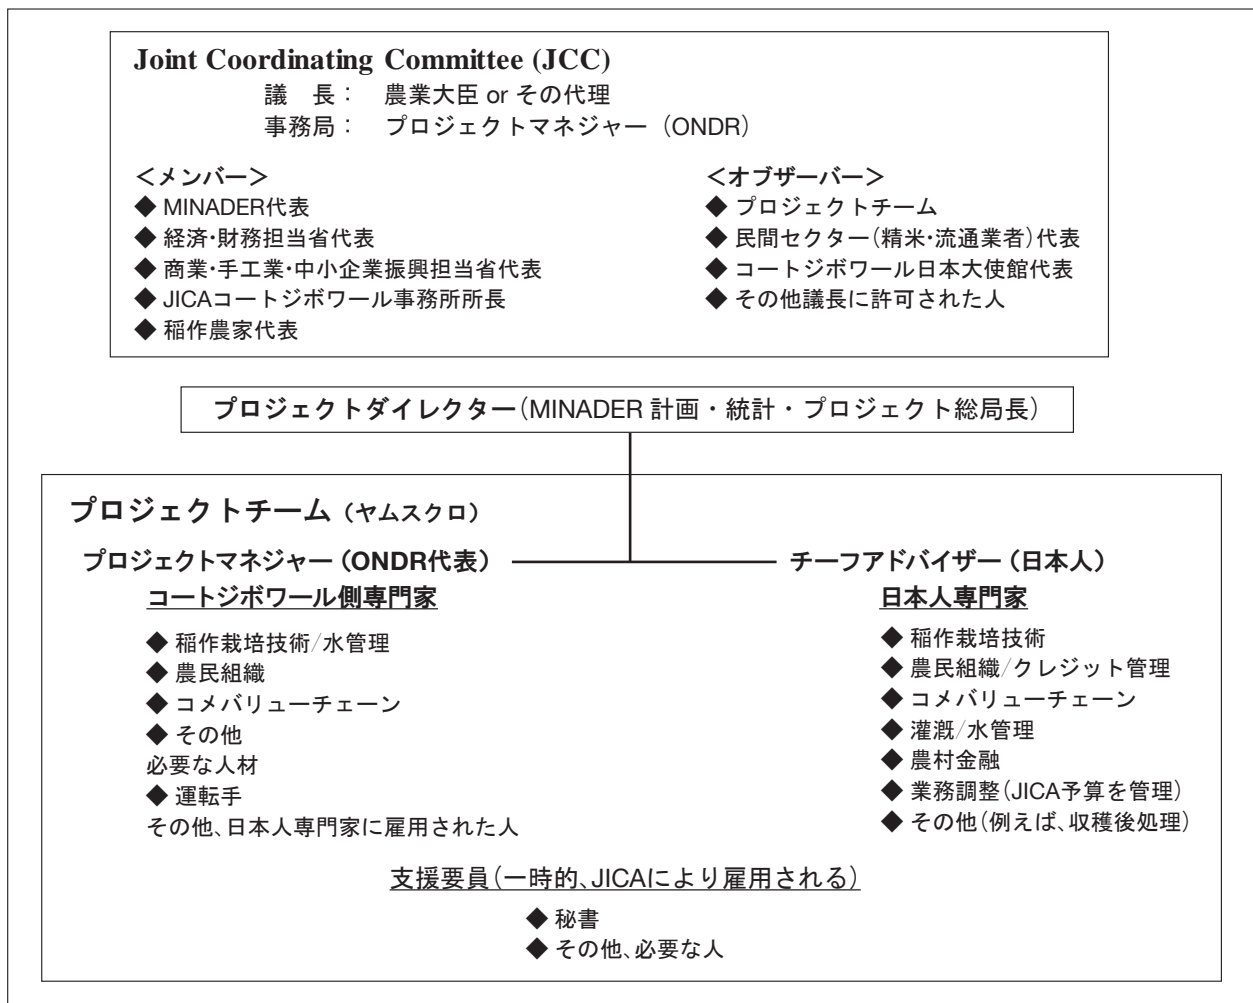 Joint Coordinating Committee (JCC)
議　長： 農業大臣 or その代理
事務局： プロジェクトマネジャー（ONDR）
＜メンバー＞
◆ MINADER代表
◆ 経済・財務担当省代表
◆ 商業・手工業・中小企業振興担当省代表
◆ JICAコートジボワール事務所所長
◆ 稲作農家代表
＜オブザーバー＞
◆ プロジェクトチーム
◆ 民間セクター（精米・流通業者）代表
◆ コートジボワール日本大使館代表
◆ その他議長に許可された人
プロジェクトダイレクター（MINADER 計画・統計・プロジェクト総局長）
プロジェクトチーム（ヤムスクロ）
プロジェクトマネジャー（ONDR代表）
コートジボワール側専門家
◆ 稲作栽培技術/水管理
◆ 農民組織
◆ コメバリューチェーン
◆ その他
必要な人材
◆ 運転手
その他、日本人専門家に雇用された人
チーフアドバイザー（日本人）
日本人専門家
◆ 稲作栽培技術
◆ 農民組織/クレジット管理
◆ コメバリューチェーン
◆ 灌漑/水管理
◆ 農村金融
◆ 業務調整（JICA予算を管理）
◆ その他（例えば、収穫後処理）
支援要員（一時的、JICAにより雇用される）
◆ 秘書
◆ その他、必要な人